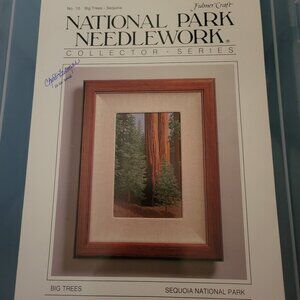 No. 10 Big Trees - Sequoia
Folmer Craft
NATIONAL PARK
NEEDLEWORK®
COLLECTOR - SERIES
BIG TREES
SEQUOIA NATIONAL PARK